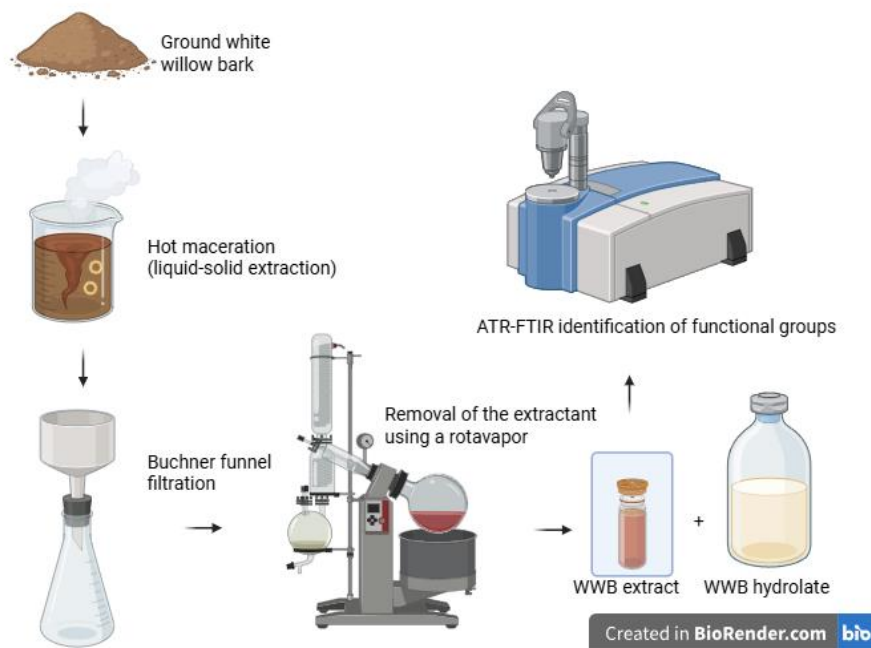 Ground white
willow bark
Hot maceration
(liquid-solid extraction)
Buchner funnel
filtration
Removal of the extractant
using a rotavapor
ATR-FTIR identification of functional groups
WWB extract
+
WWB hydrolate
Created in BioRender.com bio